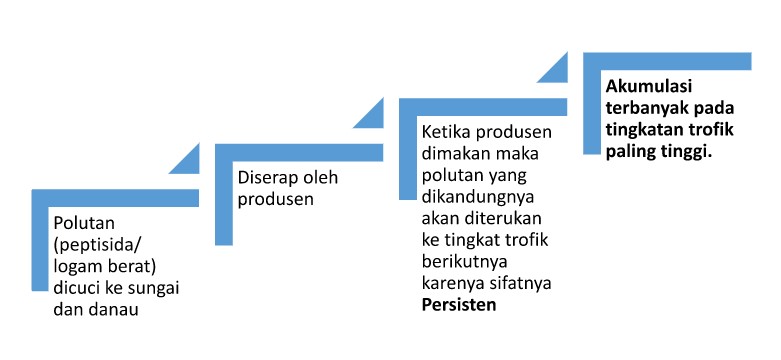 Polutan
(peptisida/
logam berat)
dicuci ke sungai
dan danau
Diserap oleh
produsen
Ketika produsen
dimakan maka
polutan yang
dikandungnya
akan diterukan
ke tingkat trofik
berikutnya
karenya sifatnya
Persisten
Akumulasi
terbanyak pada
tingkatan trofik
paling tinggi.